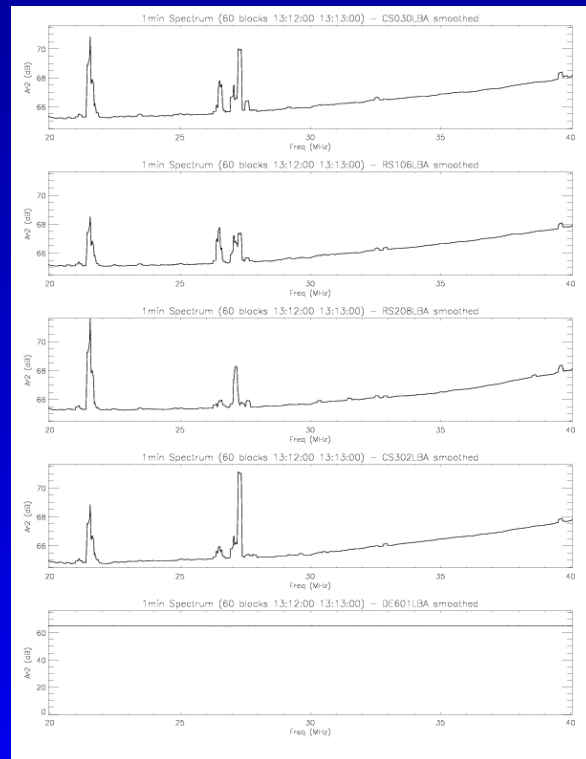 1min Spectrum (60 blocks 13:12:00 13:13:00) - CS030LBA smoothed
70
68
66
Ar2 (dB)
20 25 30 35 40
Freq (MHz)
1min Spectrum (60 blocks 13:12:00 13:13:00) - RS106LBA smoothed
70
68
66
Ar2 (dB)
20 25 30 35 40
Freq (MHz)
1min Spectrum (60 blocks 13:12:00 13:13:00) - RS208LBA smoothed
70
68
66
Ar2 (dB)
20 25 30 35 40
Freq (MHz)
1min Spectrum (60 blocks 13:12:00 13:13:00) - CS302LBA smoothed
70
68
66
Ar2 (dB)
20 25 30 35 40
Freq (MHz)
1min Spectrum (60 blocks 13:12:00 13:13:00) - DE601LBA smoothed
60
40
20
0
Ar2 (dB)
20 25 30 35 40
Freq (MHz)